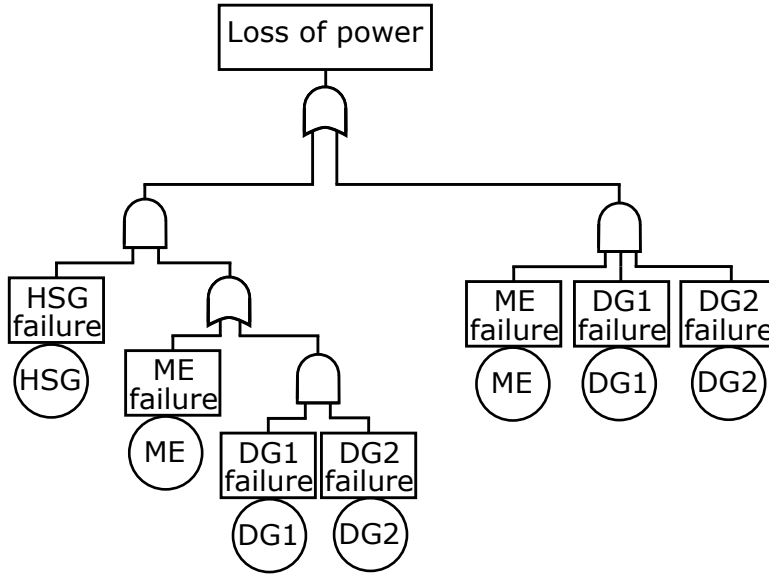 Loss of power
HSG
failure
HSG
ME
failure
ME
DG1
failure
DG1
DG2
failure
DG2
ME
failure
ME
DG1
failure
DG1
DG2
failure
DG2